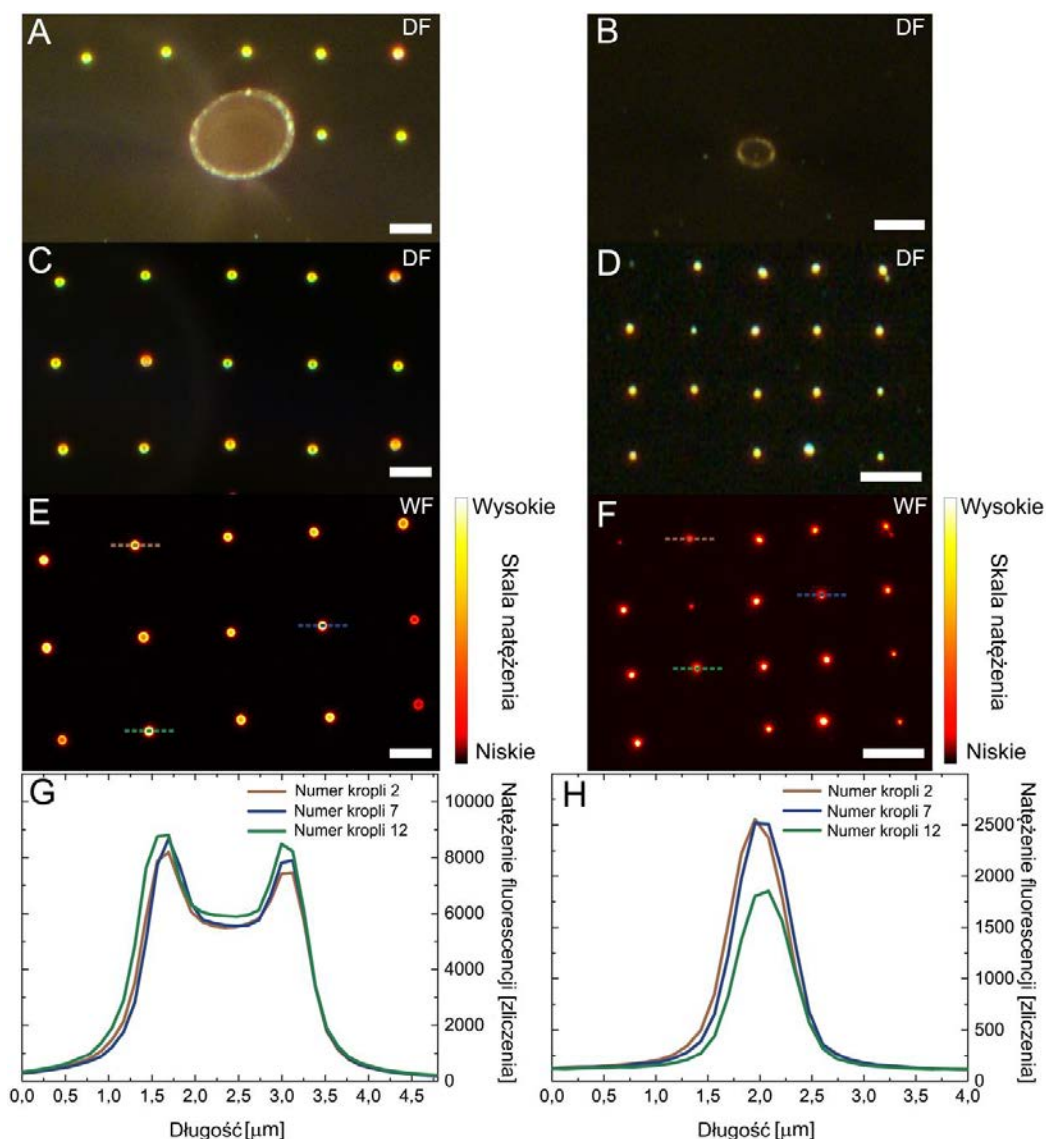 A DF
B DF
C DF
D DF
E WF
Wysokie
Skala natężenia
Niskie
F WF
Wysokie
Skala natężenia
Niskie
G
Numer kropli 2
Numer kropli 7
Numer kropli 12
10000
8000
6000
4000
2000
0
Natężenie fluorescencji [zliczenia]
0,0 0,5 1,0 1,5 2,0 2,5 3,0 3,5 4,0 4,5
Długość [μm]
H
Numer kropli 2
Numer kropli 7
Numer kropli 12
2500
2000
1500
1000
500
0
Natężenie fluorescencji [zliczenia]
0,0 0,5 1,0 1,5 2,0 2,5 3,0 3,5 4,0
Długość [μm]